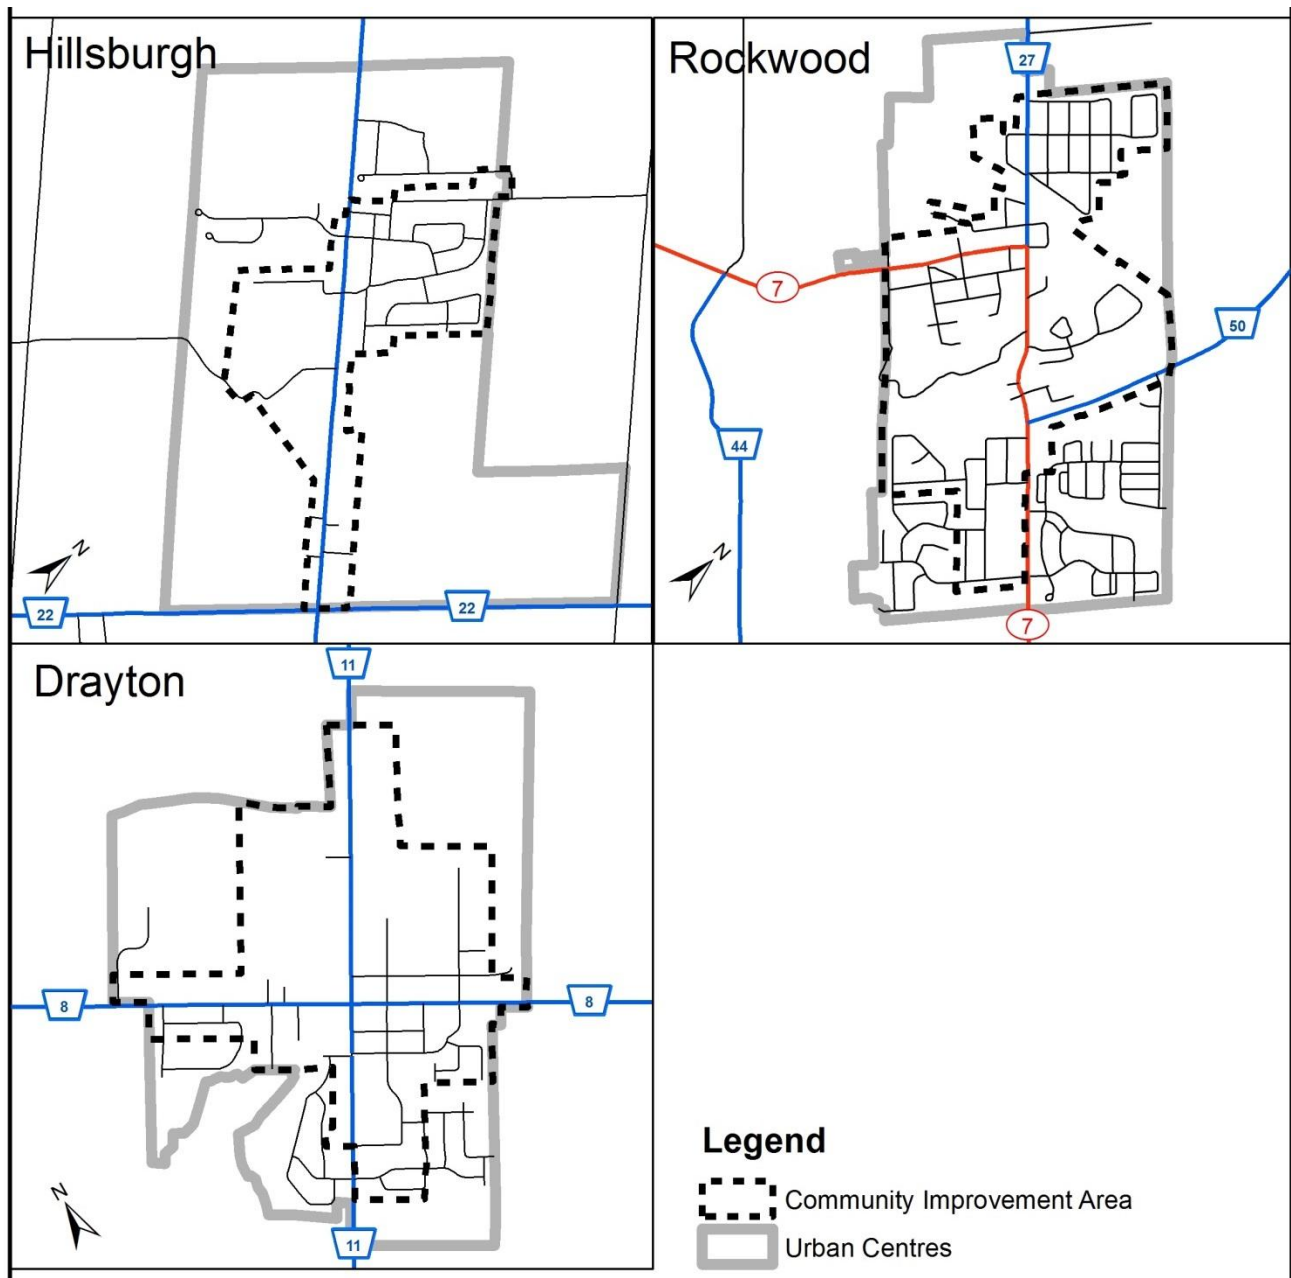 Hillsburgh
N
22
22
Rockwood
27
7
50
44
N
7
Drayton
11
8
8
N
11
Legend
Community Improvement Area
Urban Centres